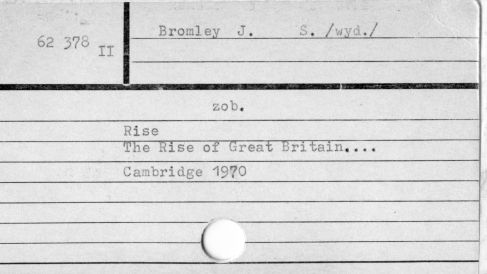 Bromley J. S. /wyd./
62 378 II
zob.
Rise
The Rise of Great Britain....
Cambridge 1970